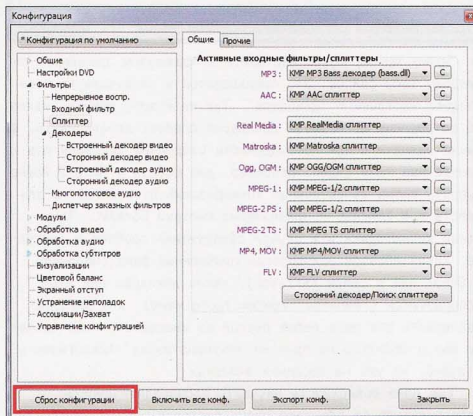 Конфигурация
* Конфигурация по умолчанию
Общие
Настройки DVD
Фильтры
Непрерывное воспр.
Входной фильтр
Сплиттер
Декодеры
Встроенный декодер видео
Сторонний декодер видео
Встроенный декодер аудио
Сторонний декодер аудио
Многопотоковое аудио
Диспетчер заказных фильтров
Модули
Обработка видео
Обработка аудио
Обработка субтитров
Визуализации
Цветовой баланс
Экранный отступ
Устранение неполадок
Ассоциации/Захват
Управление конфигурацией
Общие Прочие
Активные входные фильтры/сплиттеры
MP3 : KMP MP3 Bass декодер (bass.dll) C
AAC : KMP AAC сплиттер C
Real Media : KMP RealMedia сплиттер C
Matroska : KMP Matroska сплиттер C
Ogg, OGM : KMP OGG/OGM сплиттер C
MPEG-1 : KMP MPEG-1/2 сплиттер C
MPEG-2 PS : KMP MPEG-1/2 сплиттер C
MPEG-2 TS : KMP MPEG TS сплиттер C
MP4, MOV : KMP MP4/MOV сплиттер C
FLV : KMP FLV сплиттер C
Сторонний декодер/Поиск сплиттера
Сброс конфигурации Включить все конф. Экспорт конф. Закрыть